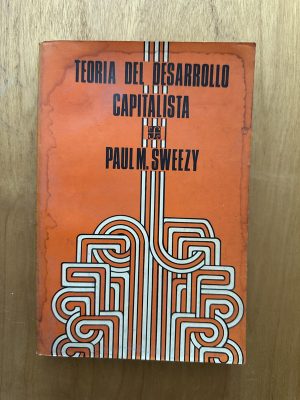 TEORIA DEL DESARROLLO
CAPITALISTA
PAUL M. SWEEZY